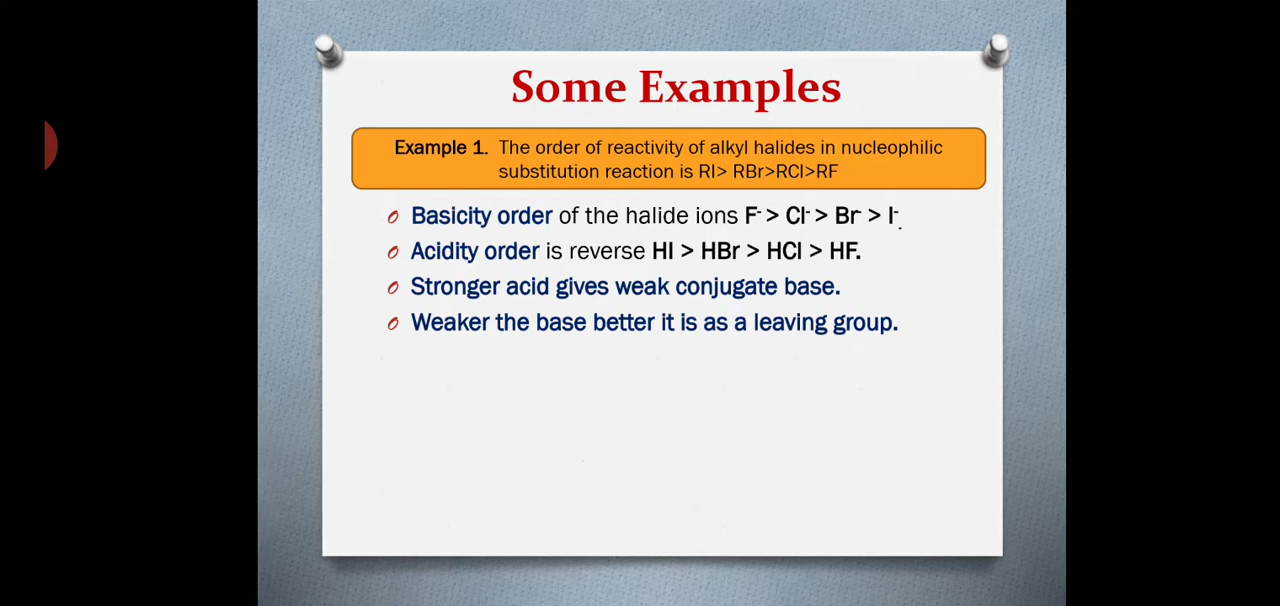 Some Examples
Example 1. The order of reactivity of alkyl halides in nucleophilic
substitution reaction is RI> RBr>RCl>RF
O Basicity order of the halide ions F⁻ > Cl⁻ > Br⁻ > I⁻.
O Acidity order is reverse HI > HBr > HCl > HF.
O Stronger acid gives weak conjugate base.
O Weaker the base better it is as a leaving group.